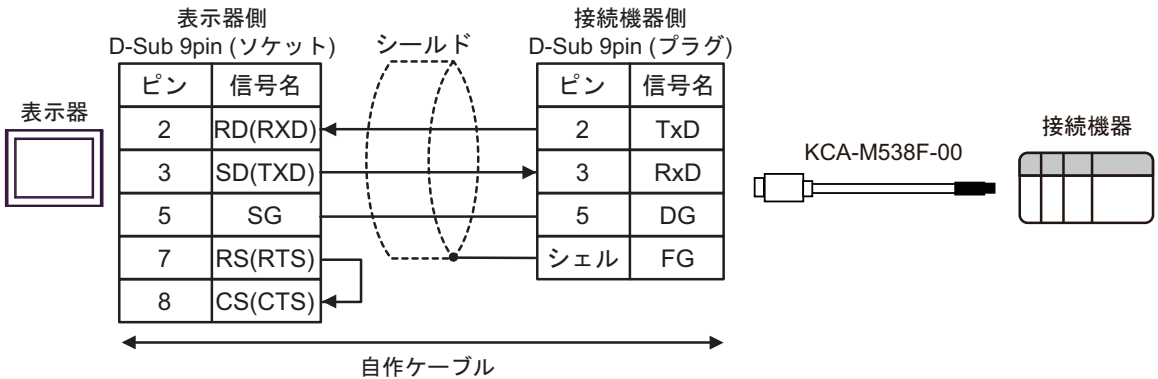 表示器側
D-Sub 9pin (ソケット)
シールド
接続機器側
D-Sub 9pin (プラグ)
表示器
ピン 信号名
2 RD(RXD)
3 SD(TXD)
5 SG
7 RS(RTS)
8 CS(CTS)
ピン 信号名
2 TxD
3 RxD
5 DG
シェル FG
KCA-M538F-00
接続機器
自作ケーブル